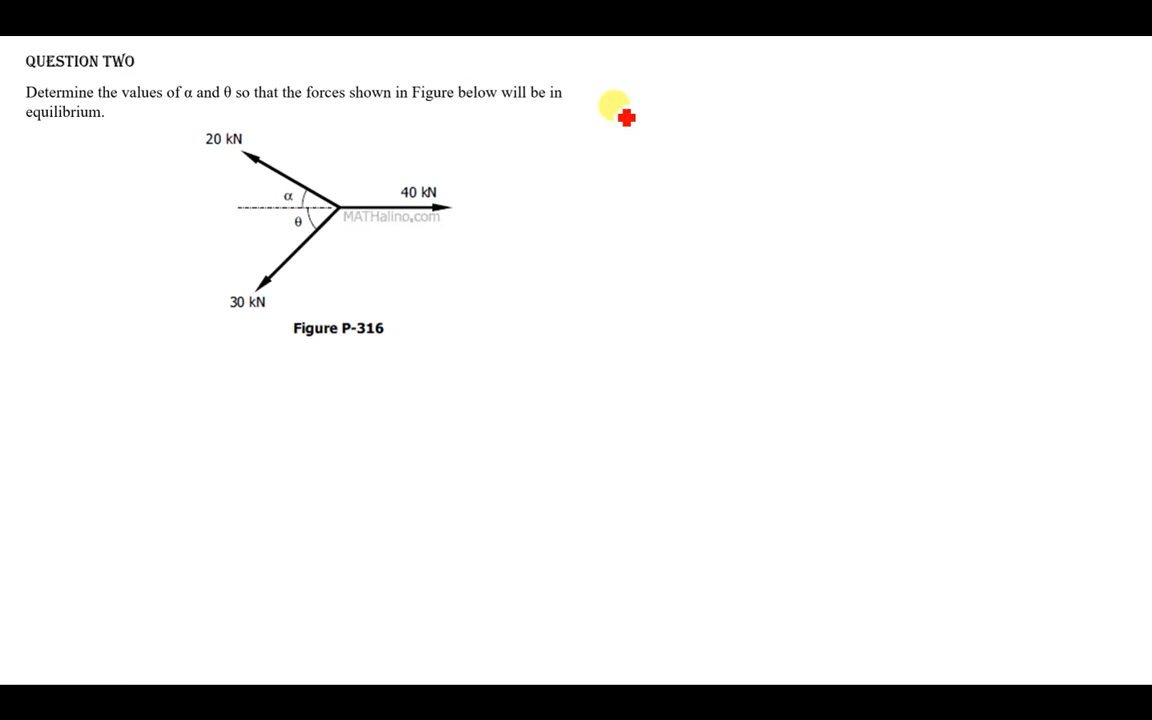 QUESTION TWO
Determine the values of α and θ so that the forces shown in Figure below will be in
equilibrium.
20 kN
α
40 kN
θ
MATHalino.com
30 kN
Figure P-316